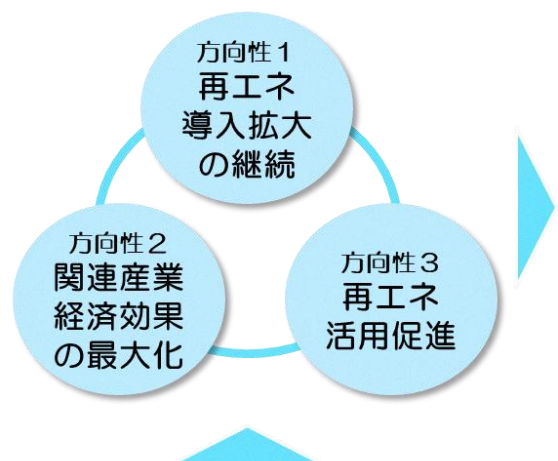 方向性1
再エネ
導入拡大
の継続
方向性2
関連産業
経済効果
の最大化
方向性3
再エネ
活用促進